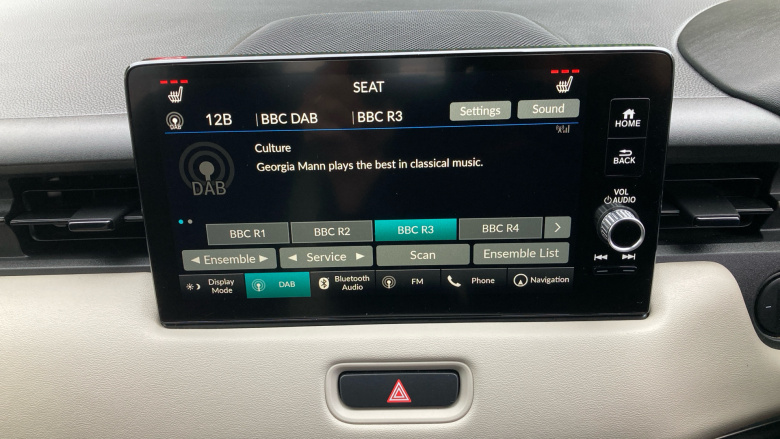 SEAT
DAB 12B BBC DAB BBC R3 Settings Sound
HOME
Culture
Georgia Mann plays the best in classical music.
DAB
BACK
VOL
AUDIO
BBC R1 BBC R2 BBC R3 BBC R4 >
◄ Ensemble ► ◄ Service ► Scan Ensemble List
Display Mode DAB Bluetooth Audio FM Phone Navigation